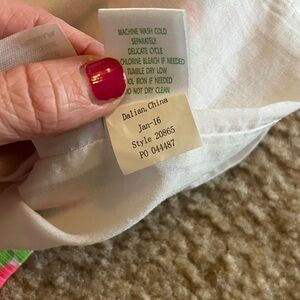 MACHINE WASH COLD
SEPARATELY
DELICATE CYCLE
CHLORINE BLEACH IF NEEDED
TUMBLE DRY LOW
IRON IF NEEDED
DO NOT DRY CLEAN
Dalian, China
Jan-16
Style 20865
PO 044487